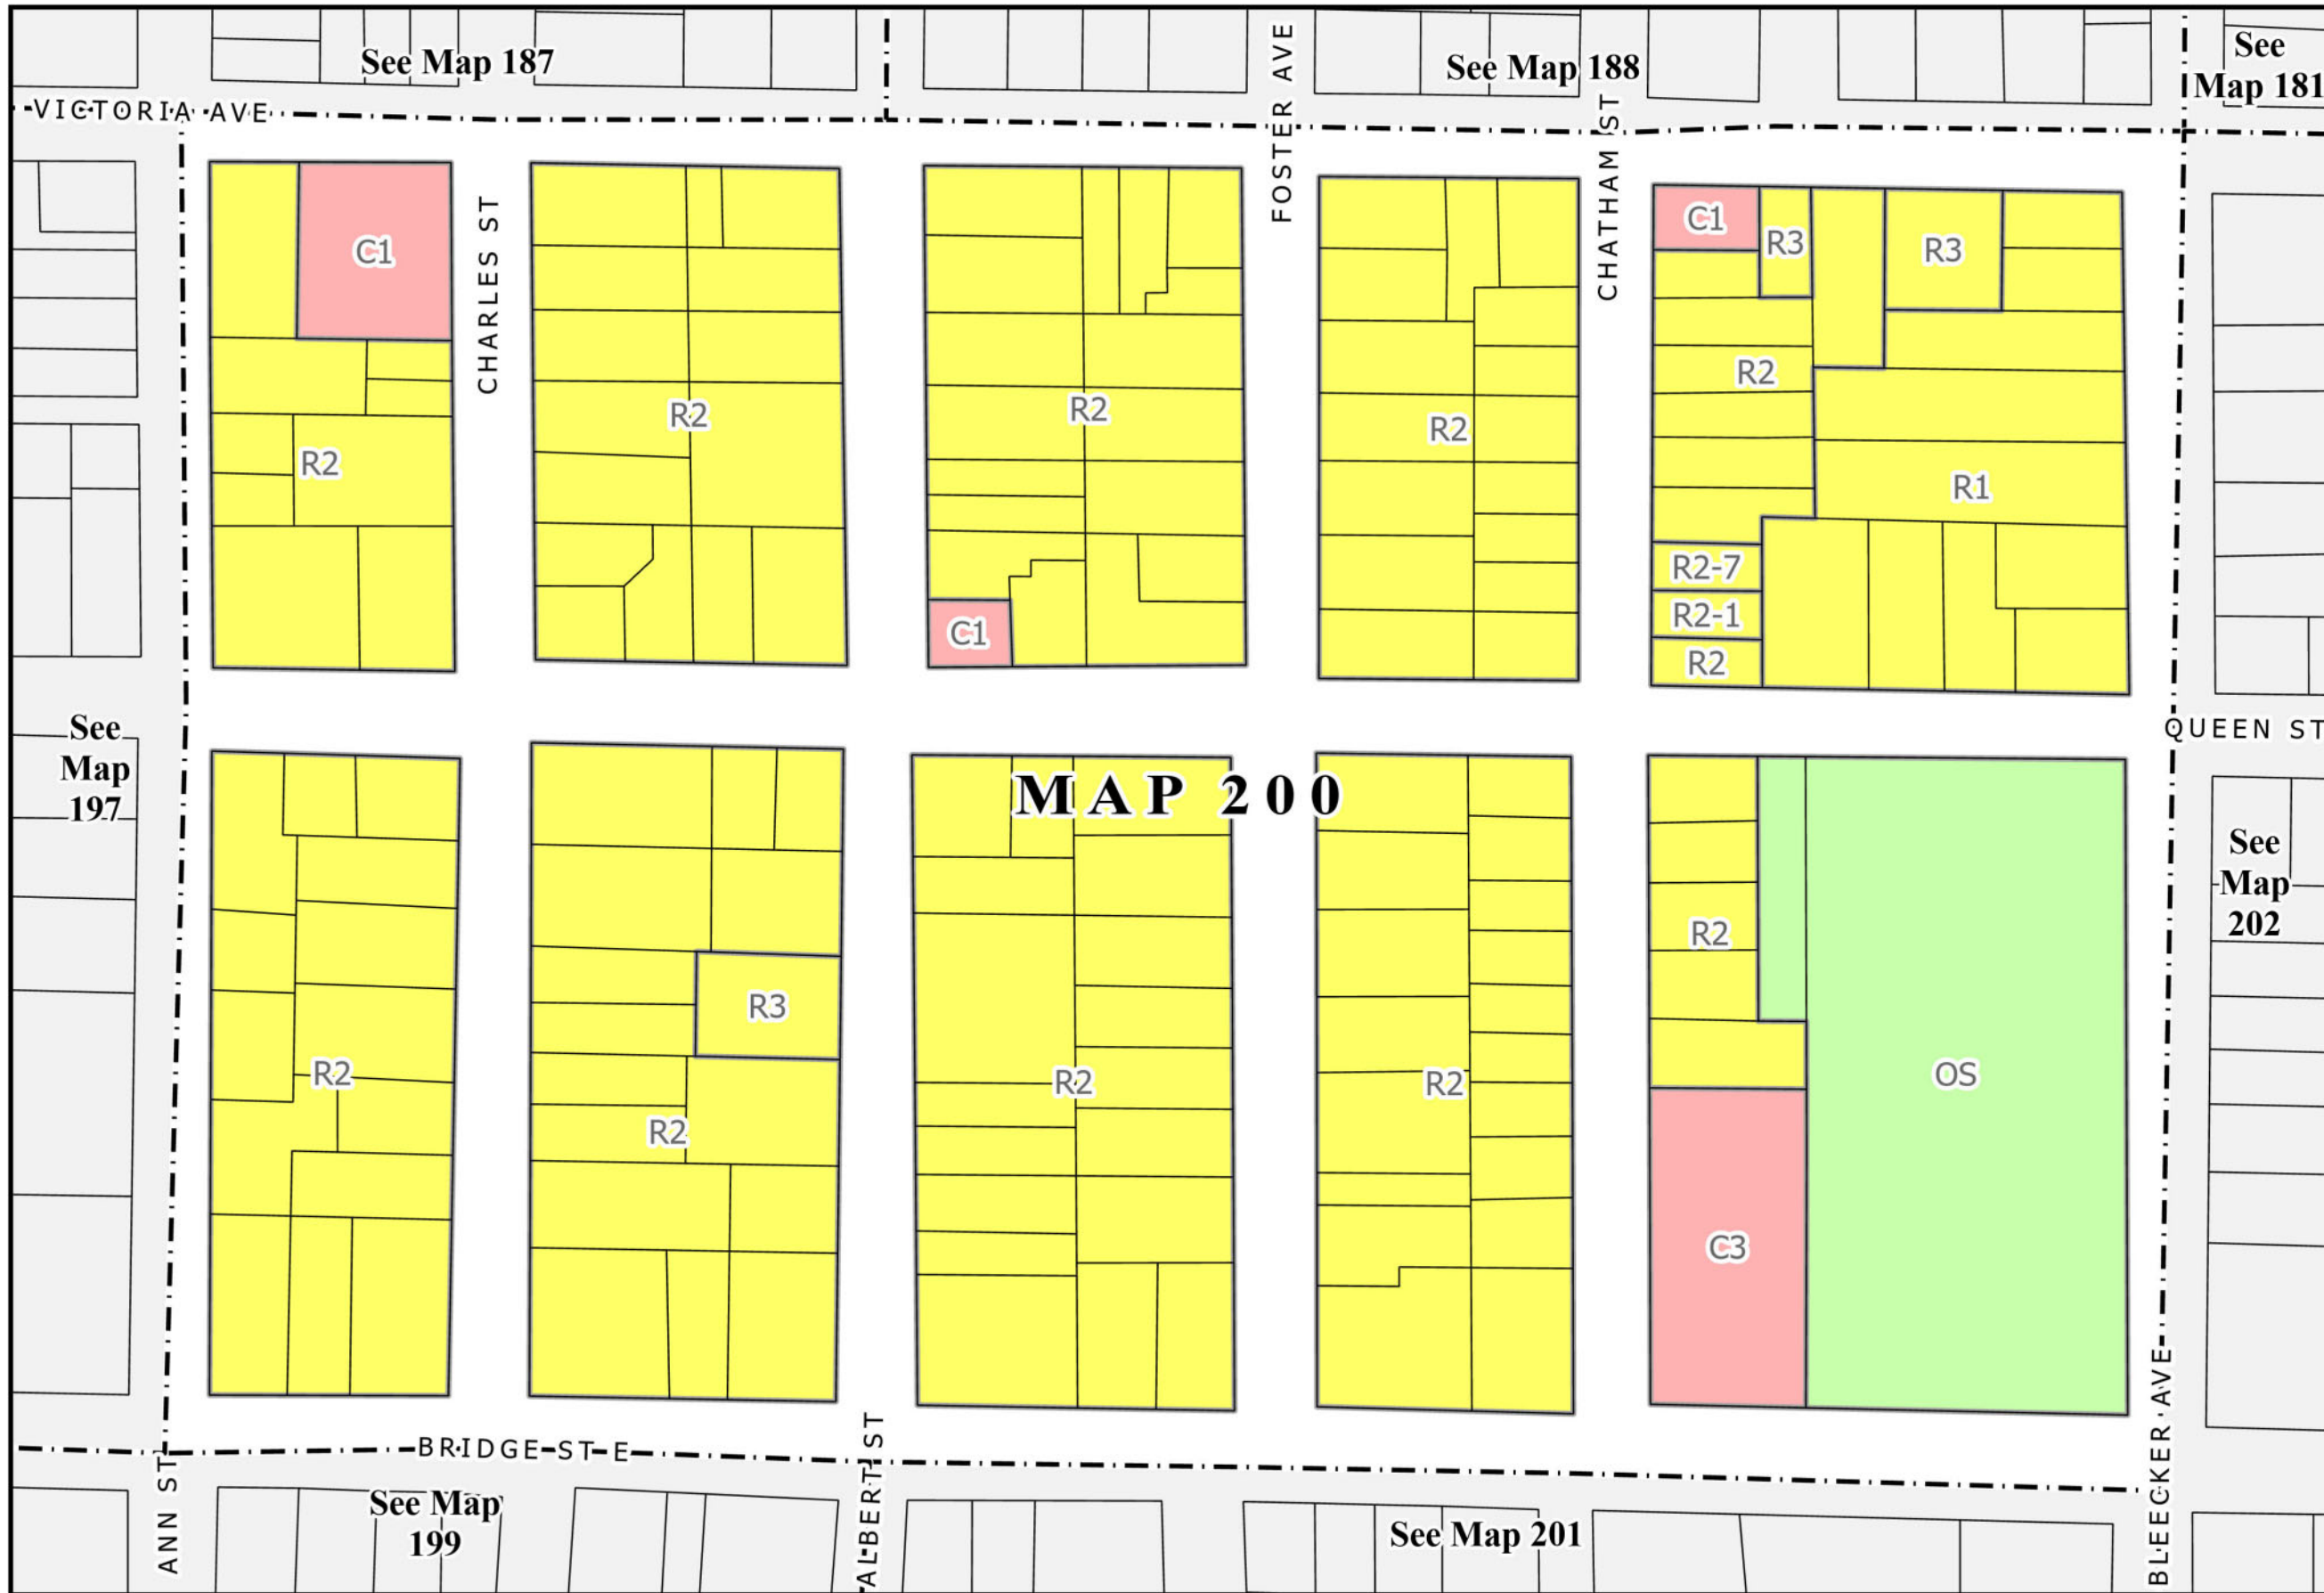 See Map 187
See Map 188
See
Map 181
VICTORIA AVE
FOSTER AVE
CHATHAM ST
CHARLES ST
C1
C1
R3
R3
R2
R2
R2
R2
R2
R1
R2-7
R2-1
R2
C1
QUEEN ST
See
Map
197
MAP 200
See
Map
202
R2
R3
R2
R2
R2
R2
OS
C3
BRIDGE ST E
ANN ST
ALBERT ST
BLEECKER AVE
See Map
199
See Map 201